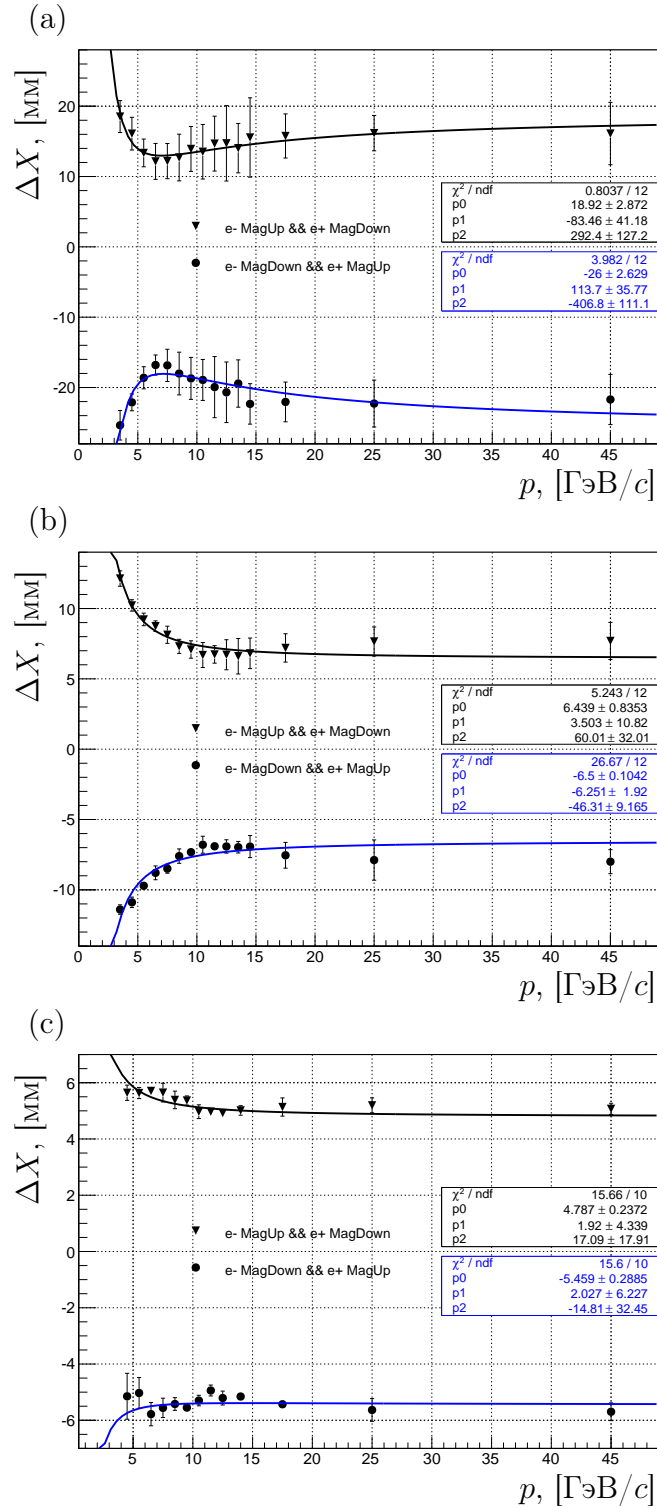 (a)
ΔX, [мм]
20
10
0
-10
-20
0 5 10 15 20 25 30 35 40 45
p, [ГэВ/c]
e- MagUp && e+ MagDown
e- MagDown && e+ MagUp
χ² / ndf 0.8037 / 12
p0 18.92 ± 2.872
p1 -83.46 ± 41.18
p2 292.4 ± 127.2
χ² / ndf 3.982 / 12
p0 -26 ± 2.629
p1 113.7 ± 35.77
p2 -406.8 ± 111.1
(b)
ΔX, [мм]
10
5
0
-5
-10
0 5 10 15 20 25 30 35 40 45
p, [ГэВ/c]
e- MagUp && e+ MagDown
e- MagDown && e+ MagUp
χ² / ndf 5.243 / 12
p0 6.439 ± 0.8353
p1 3.503 ± 10.82
p2 60.01 ± 32.01
χ² / ndf 26.67 / 12
p0 -6.5 ± 0.1042
p1 -6.251 ± 1.92
p2 -46.31 ± 9.165
(c)
ΔX, [мм]
6
4
2
0
-2
-4
-6
5 10 15 20 25 30 35 40 45
p, [ГэВ/c]
e- MagUp && e+ MagDown
e- MagDown && e+ MagUp
χ² / ndf 15.66 / 10
p0 4.787 ± 0.2372
p1 1.92 ± 4.339
p2 17.09 ± 17.91
χ² / ndf 15.6 / 10
p0 -5.459 ± 0.2885
p1 2.027 ± 6.227
p2 -14.81 ± 32.45